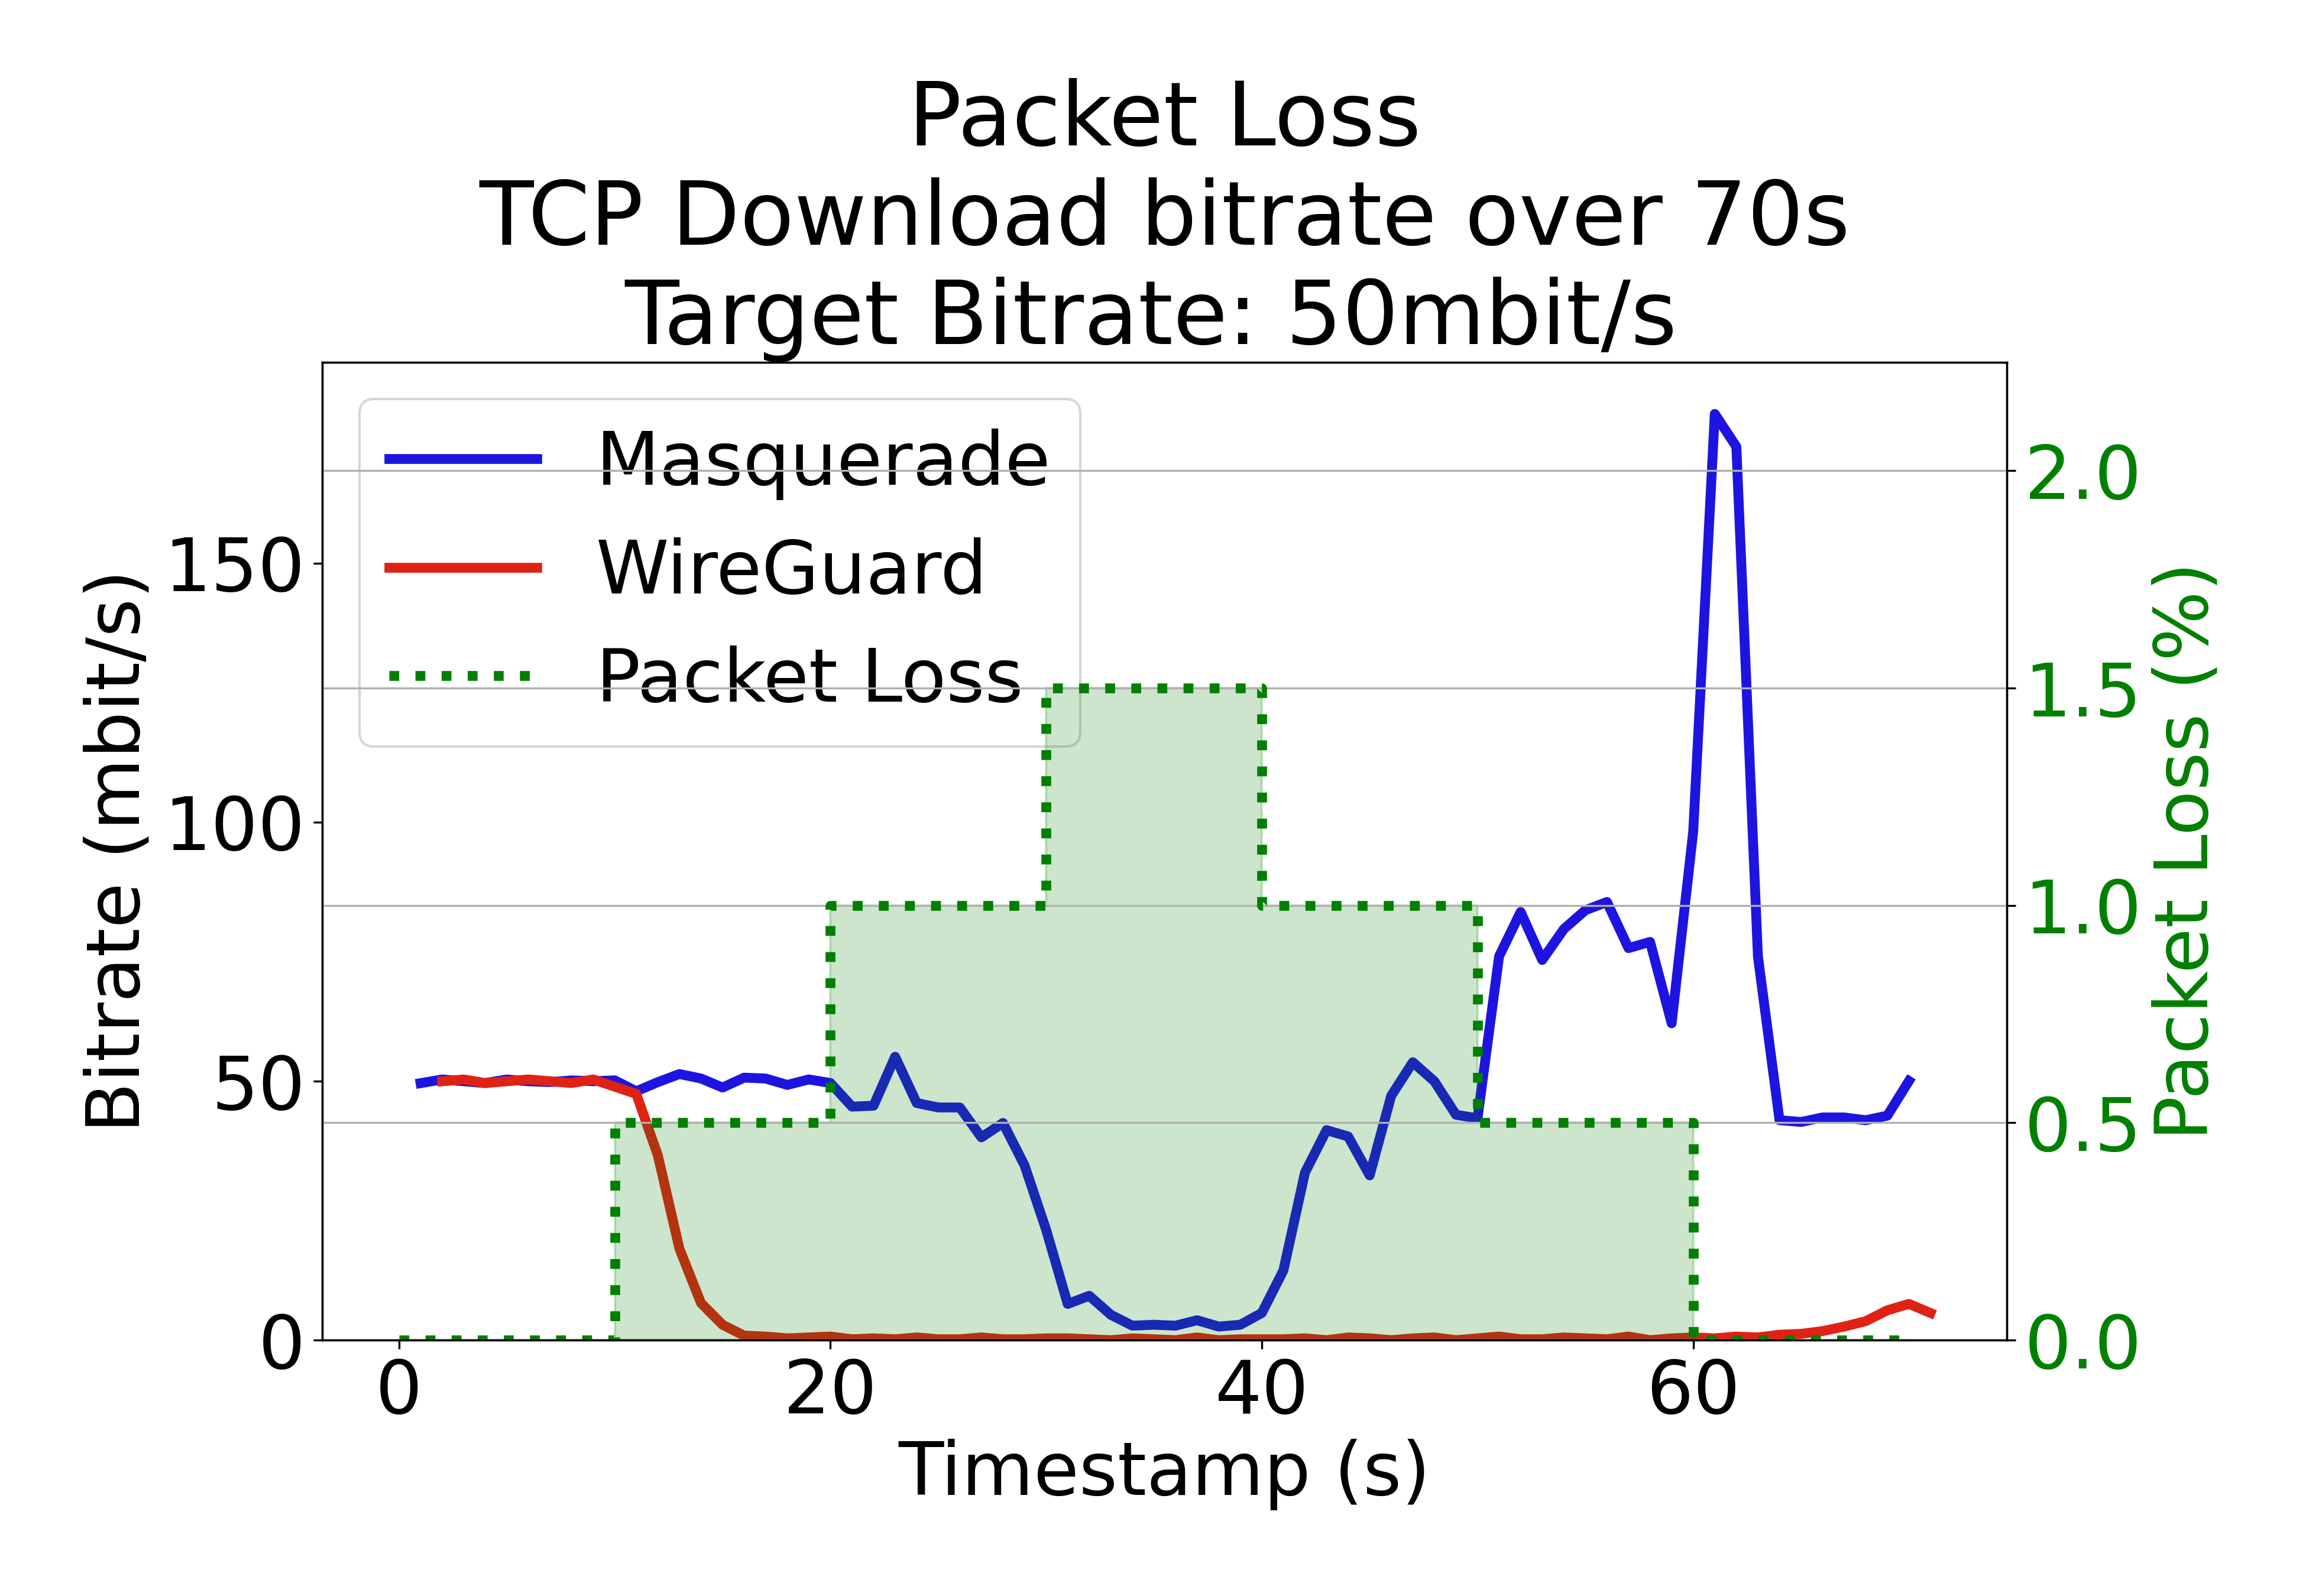 Packet Loss
TCP Download bitrate over 70s
Target Bitrate: 50mbit/s
Masquerade
WireGuard
Packet Loss
Bitrate (mbit/s)
150
100
50
0
2.0
1.5
1.0
0.5
0.0
Packet Loss (%)
0 20 40 60
Timestamp (s)